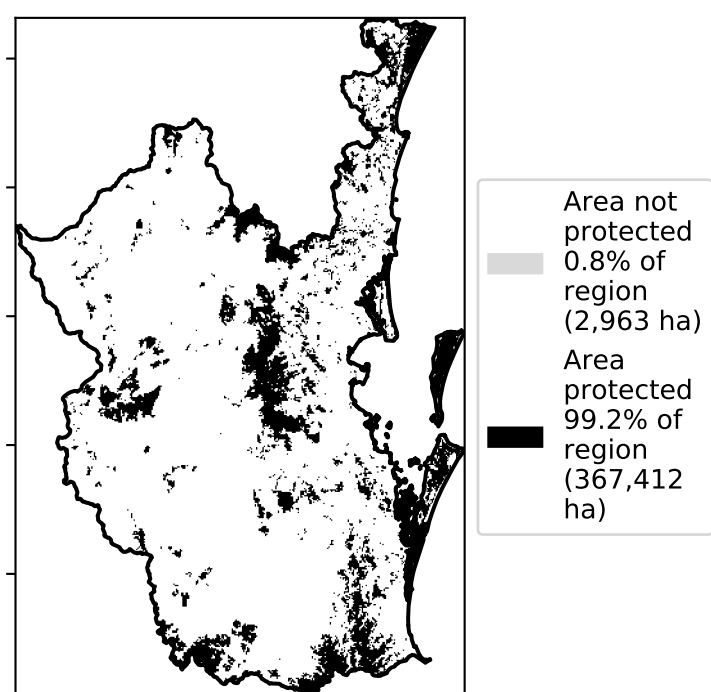 Area not
protected
0.8% of
region
(2,963 ha)
Area
protected
99.2% of
region
(367,412
ha)